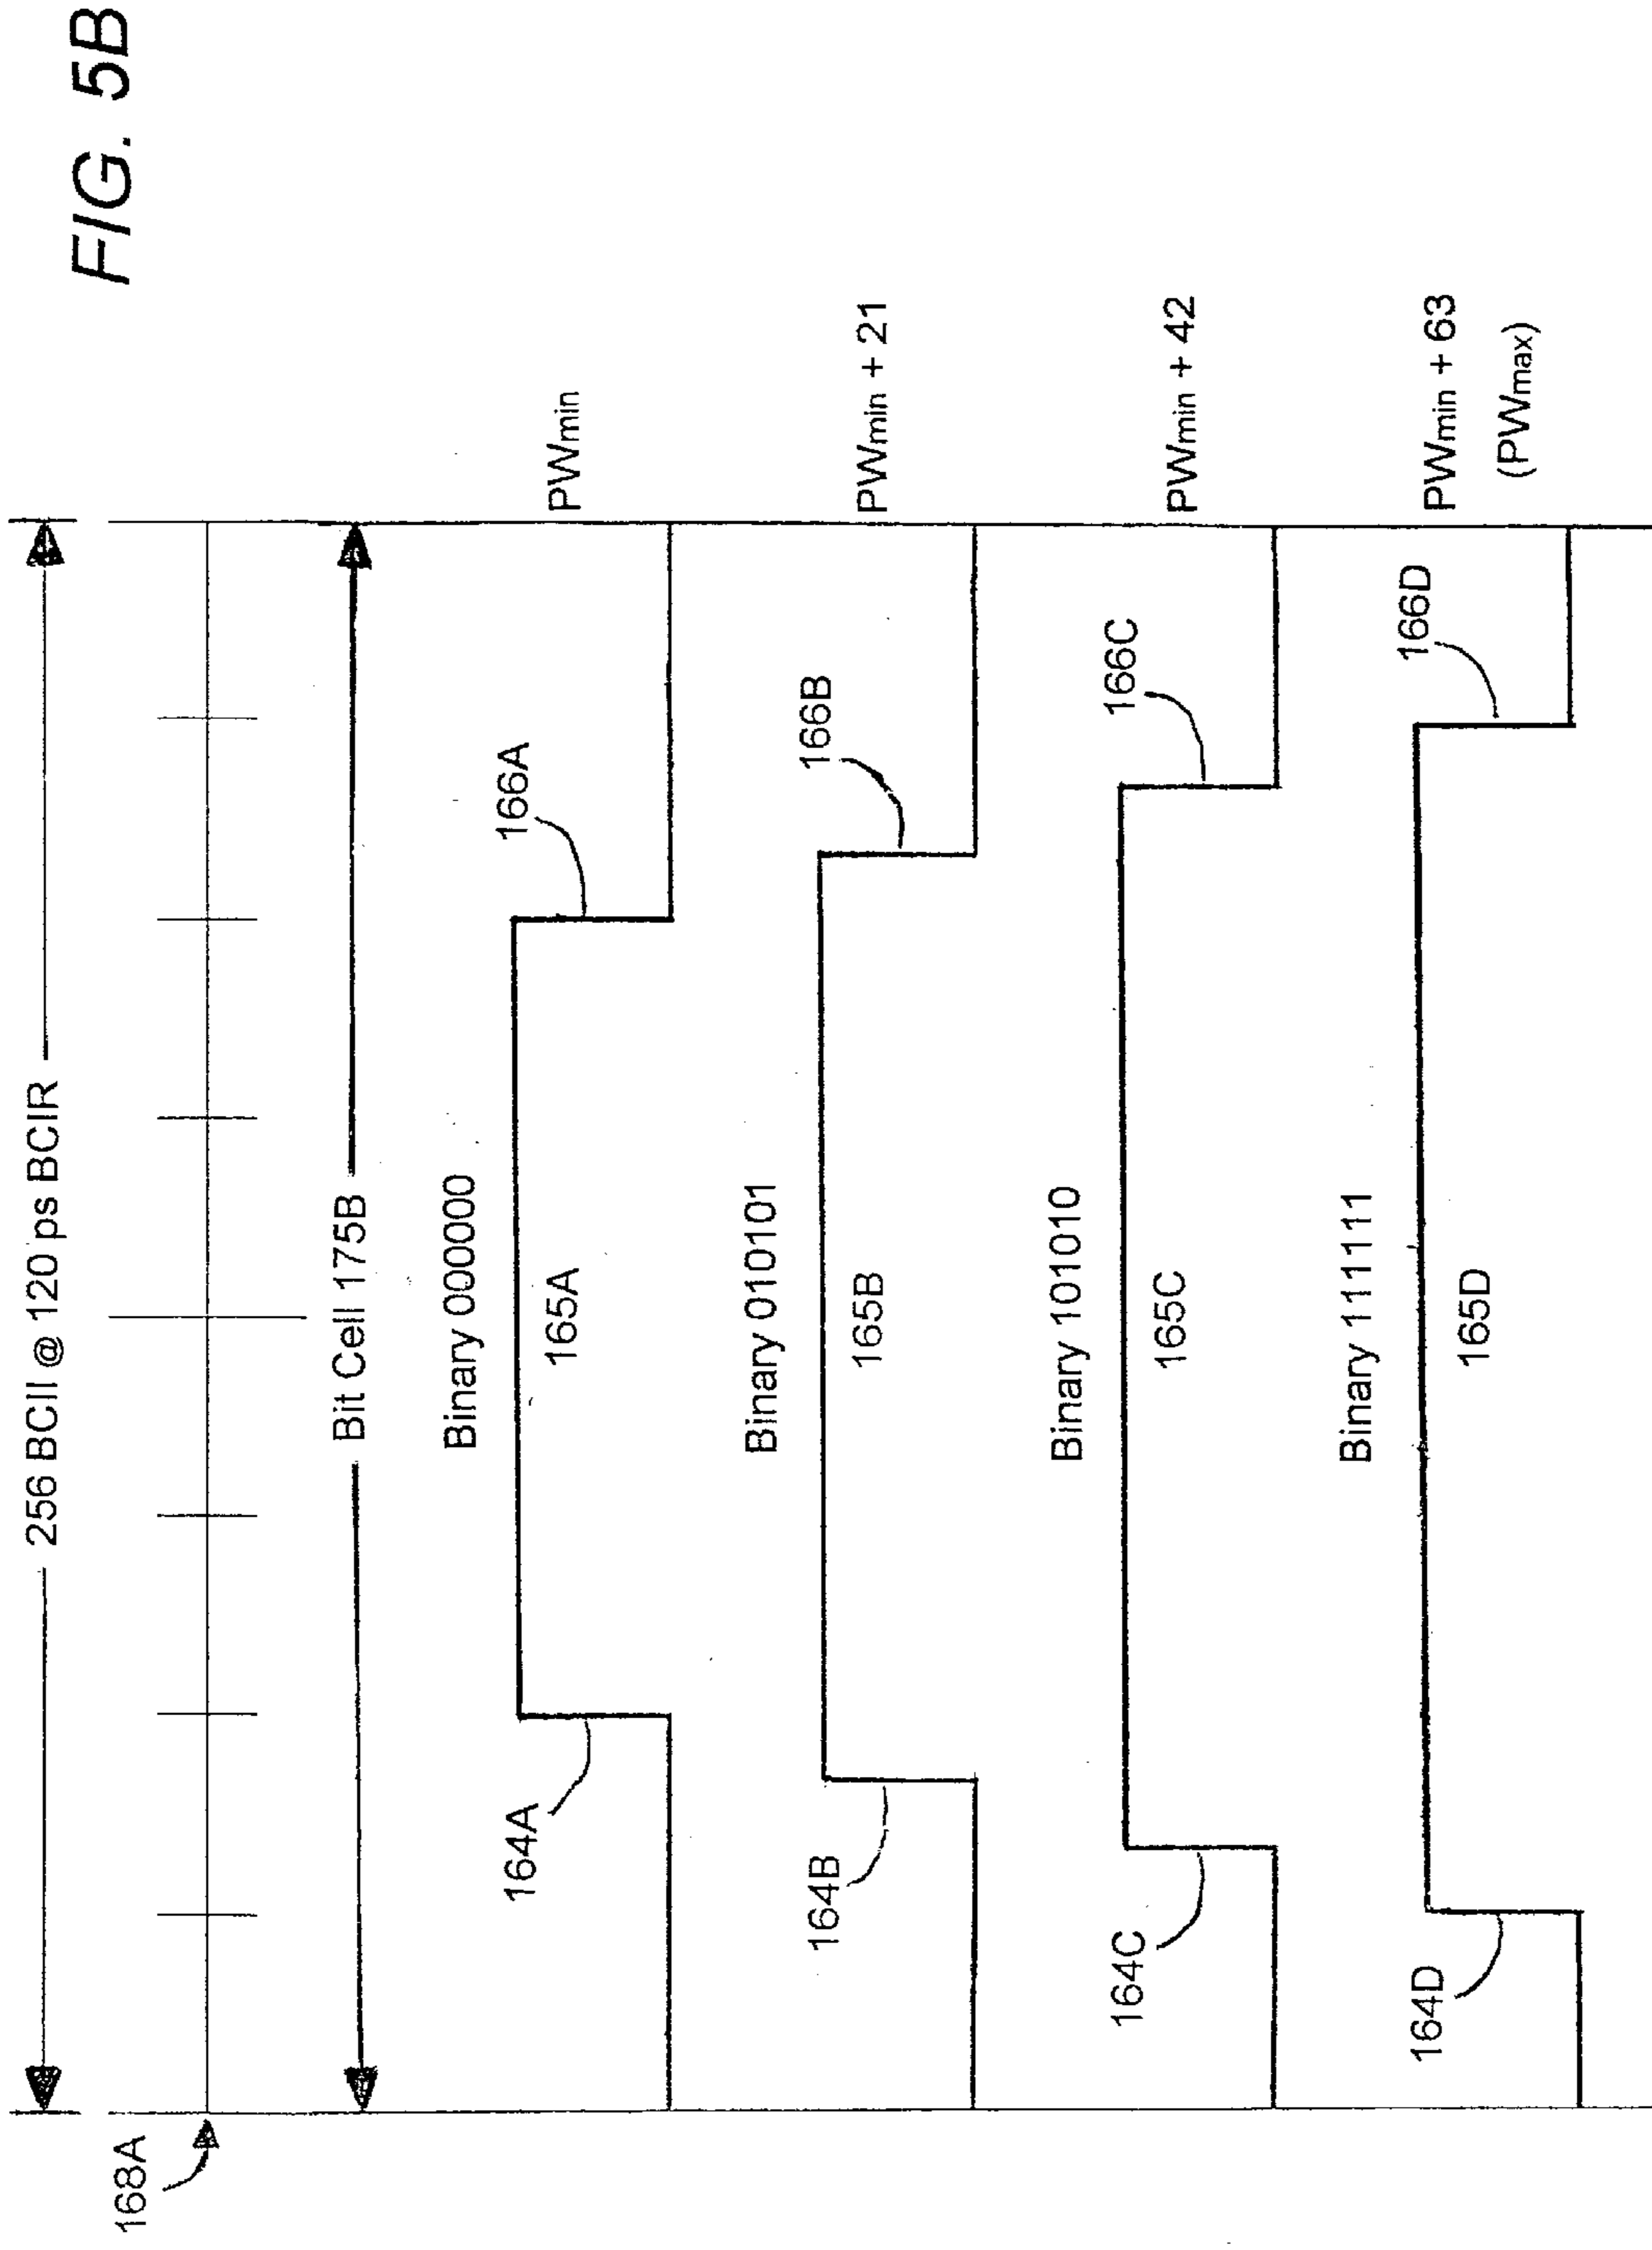 FIG. 5B
256 BCII @ 120 ps BCIR
168A
Bit Cell 175B
Binary 000000
164A
165A
166A
PWmin
Binary 010101
164B
165B
166B
PWmin + 21
Binary 101010
164C
165C
166C
PWmin + 42
Binary 111111
164D
165D
166D
PWmin + 63
(PWmax)